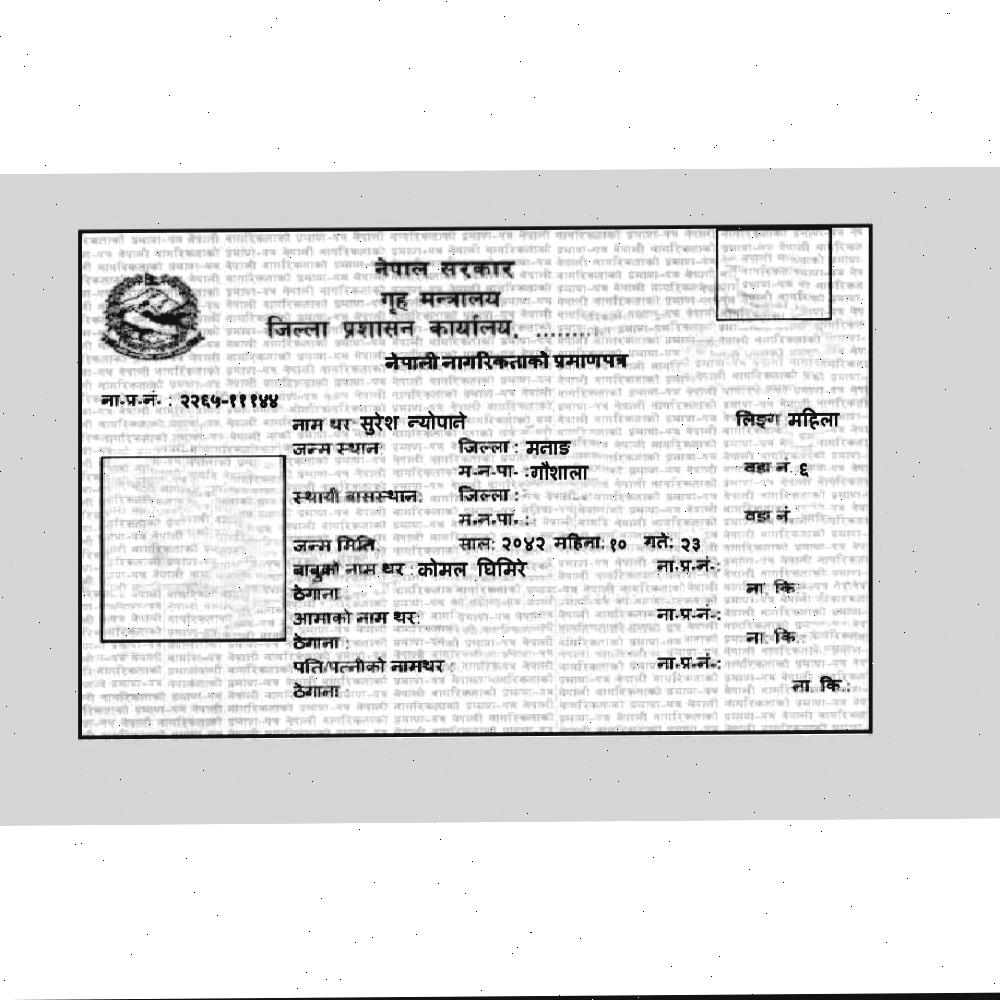 नेपाल सरकार
गृह मन्त्रालय
जिल्ला प्रशासन कार्यालय, ........
नेपाली नागरिकताको प्रमाणपत्र
ना.प्र.नं. : २२६५-११९४४
नाम थर सुरेश न्योपाने लिङ्ग महिला
जन्म स्थान: जिल्ला : मनाङ
म.न.पा. :गौशाला वडा नं. ६
स्थायी बासस्थान: जिल्ला :
म.न.पा. : वडा नं
जन्म मिति: साल: २०४२ महिना: १० गते: २३
बाबुको नाम थर : कोमल घिमिरे ना.प्र.नं.:
ठेगाना ना. कि.:
आमाको नाम थर: ना.प्र.नं.:
ठेगाना : ना. कि.:
पति/पत्नीको नामथर : ना.प्र.नं.:
ठेगाना : ना. कि.: